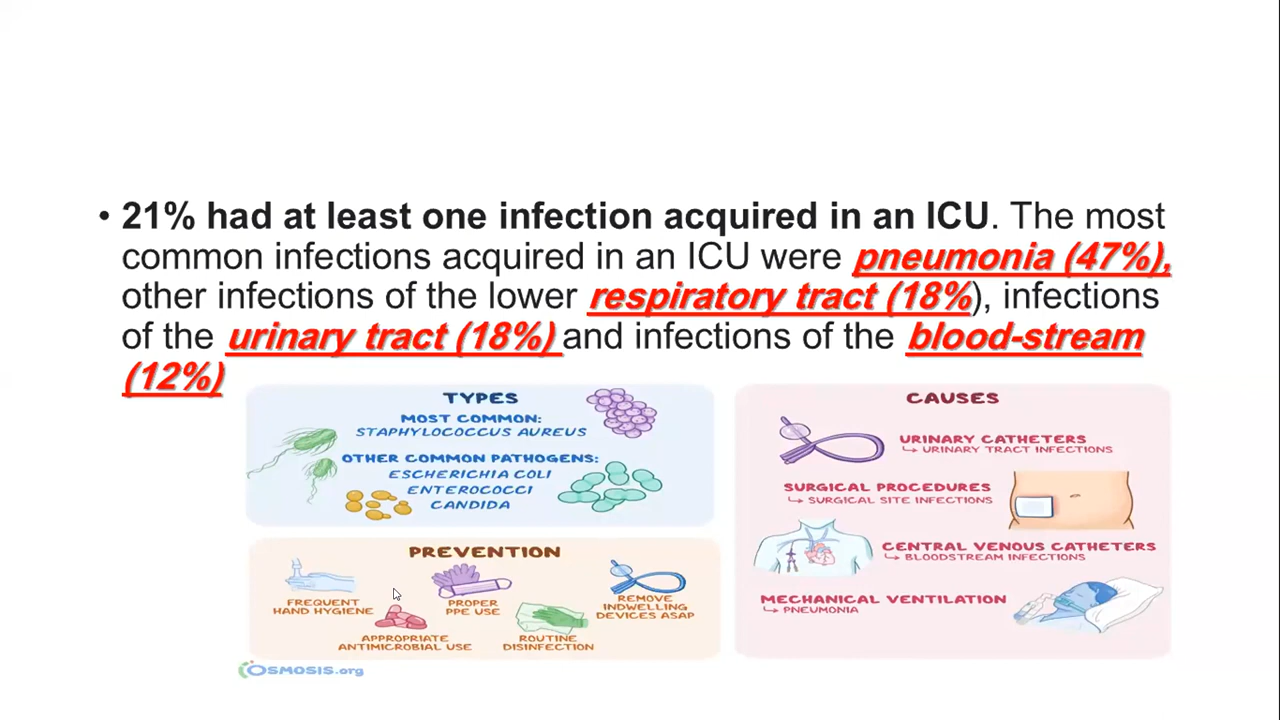 • 21% had at least one infection acquired in an ICU. The most
common infections acquired in an ICU were pneumonia (47%),
other infections of the lower respiratory tract (18%), infections
of the urinary tract (18%) and infections of the blood-stream
(12%)
TYPES
MOST COMMON:
STAPHYLOCOCCUS AUREUS
OTHER COMMON PATHOGENS:
ESCHERICHIA COLI
ENTEROCOCCI
CANDIDA
PREVENTION
FREQUENT
HAND HYGIENE
APPROPRIATE
ANTIMICROBIAL USE
PROPER
PPE USE
ROUTINE
DISINFECTION
REMOVE
INDWELLING
DEVICES ASAP
CAUSES
URINARY CATHETERS
↳ URINARY TRACT INFECTIONS
SURGICAL PROCEDURES
↳ SURGICAL SITE INFECTIONS
CENTRAL VENOUS CATHETERS
↳ BLOODSTREAM INFECTIONS
MECHANICAL VENTILATION
↳ PNEUMONIA
OSMOSIS.org